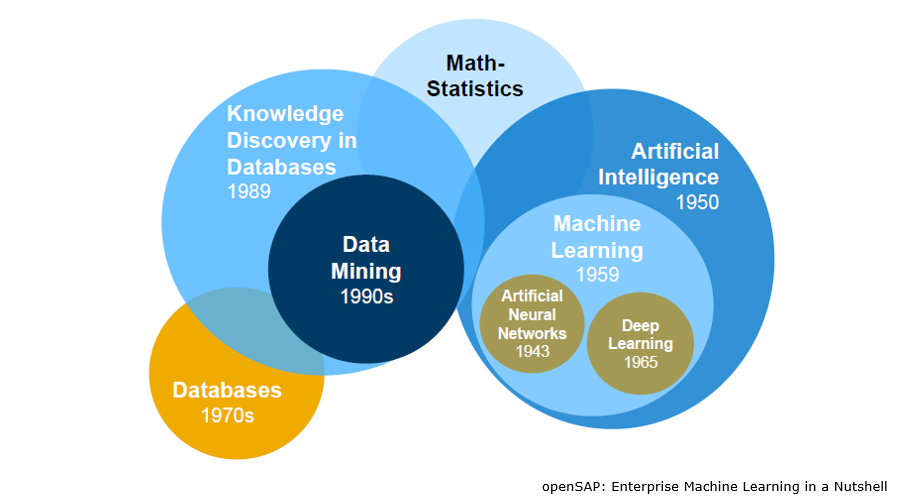 Math-
Statistics
Knowledge
Discovery in
Databases
1989
Artificial
Intelligence
1950
Data
Mining
1990s
Machine
Learning
1959
Artificial
Neural
Networks
1943
Deep
Learning
1965
Databases
1970s
openSAP: Enterprise Machine Learning in a Nutshell